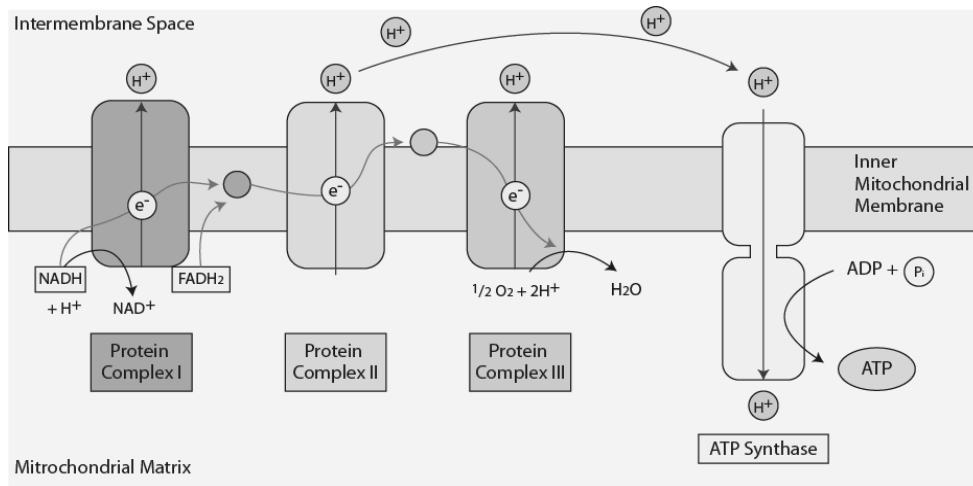 Intermembrane Space
H+
H+
H+
H+
H+
H+
Inner
Mitochondrial
Membrane
e-
e-
e-
NADH
+ H+
NAD+
FADH2
1/2 O2 + 2H+
H2O
ADP + Pi
ATP
Protein
Complex I
Protein
Complex II
Protein
Complex III
H+
ATP Synthase
Mitrochondrial Matrix